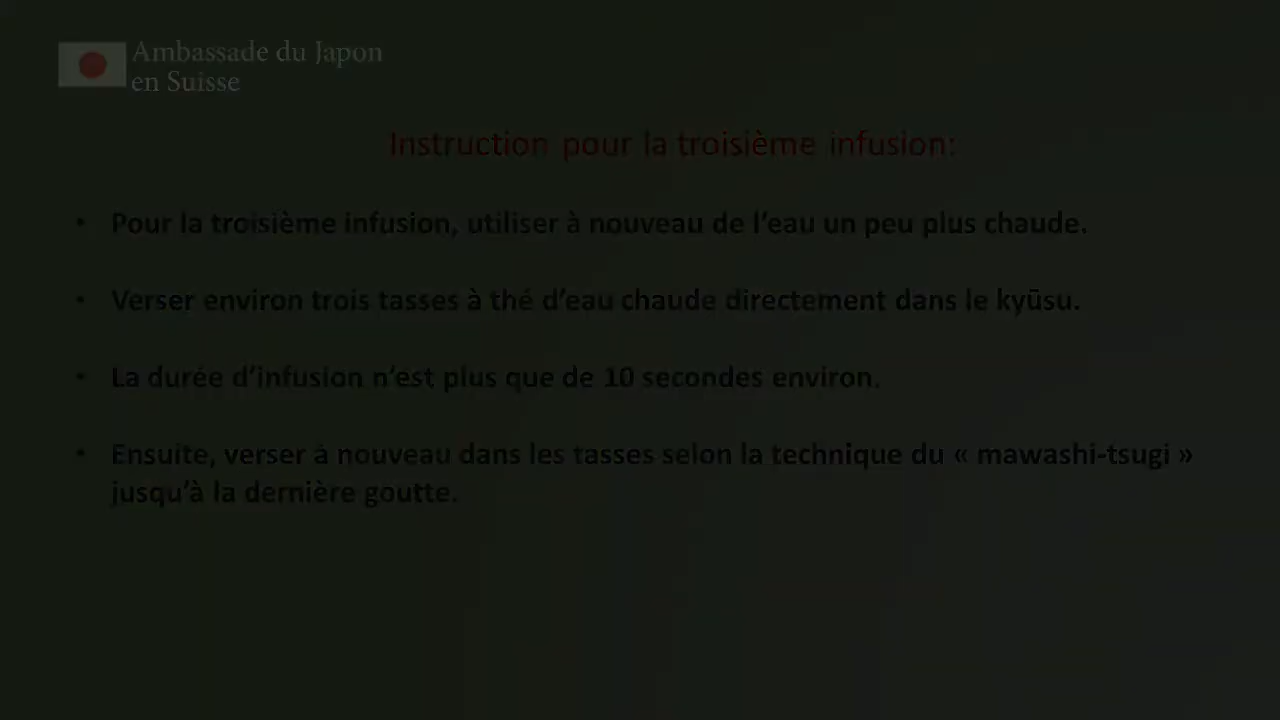 Ambassade du Japon
en Suisse
Instruction pour la troisième infusion:
• Pour la troisième infusion, utiliser à nouveau de l’eau un peu plus chaude.
• Verser environ trois tasses à thé d’eau chaude directement dans le kyūsu.
• La durée d’infusion n’est plus que de 10 secondes environ.
• Ensuite, verser à nouveau dans les tasses selon la technique du « mawashi-tsugi »
jusqu’à la dernière goutte.